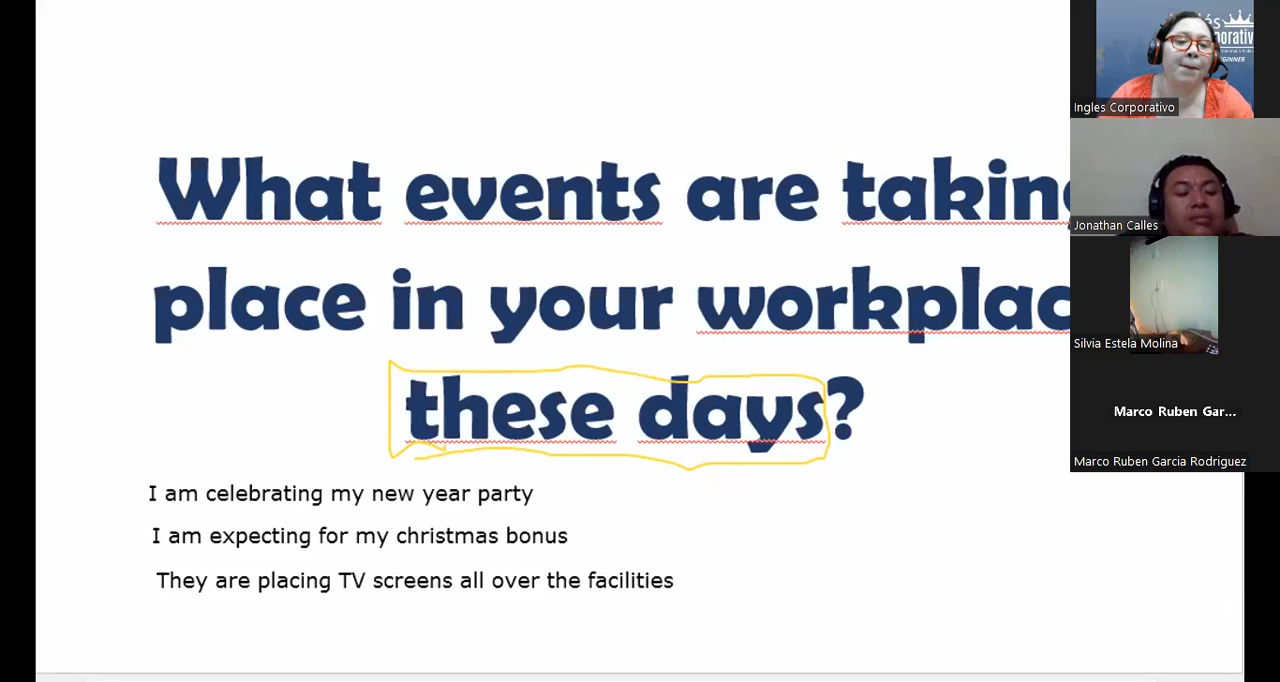 What events are taking
place in your workplac
these days?
I am celebrating my new year party
I am expecting for my christmas bonus
They are placing TV screens all over the facilities
Ingles Corporativo
Jonathan Calles
Silvia Estela Molina
Marco Ruben Gar...
Marco Ruben Garcia Rodriguez